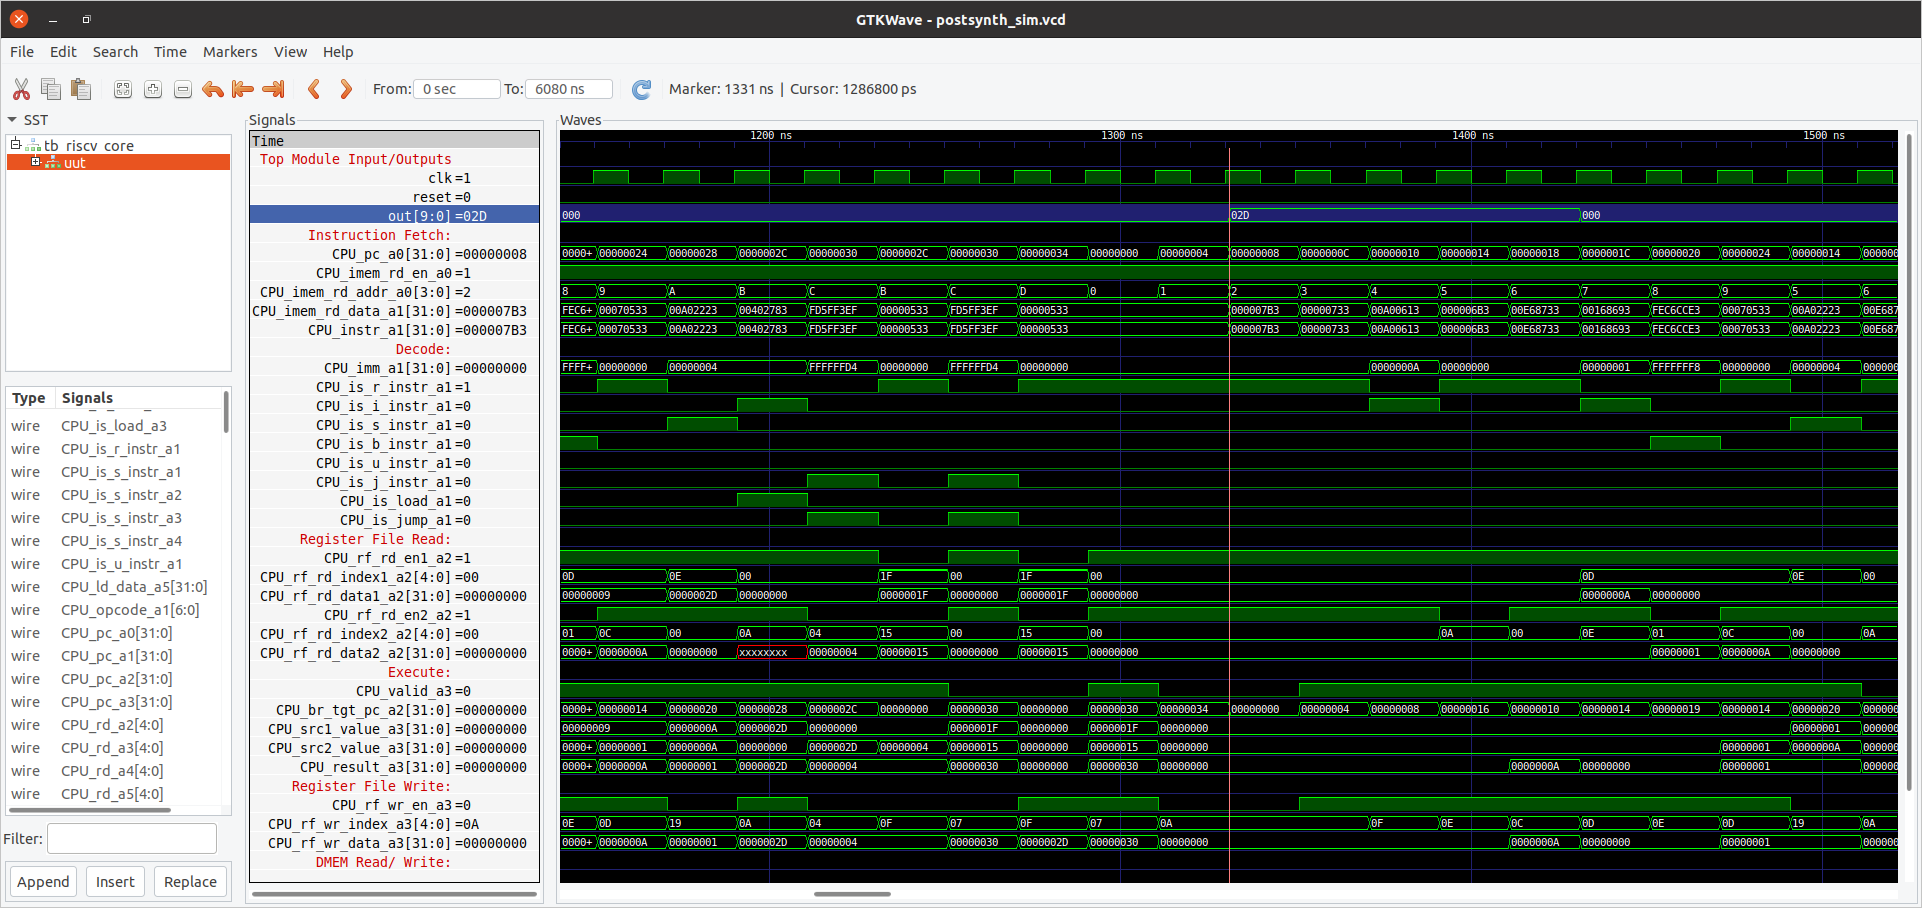 GTKWave - postsynth_sim.vcd
File Edit Search Time Markers View Help
From: 0 sec To: 6080 ns Marker: 1331 ns | Cursor: 1286800 ps
SST
tb_riscv_core
uut
Type Signals
wire CPU_is_load_a3
wire CPU_is_r_instr_a1
wire CPU_is_s_instr_a1
wire CPU_is_s_instr_a2
wire CPU_is_s_instr_a3
wire CPU_is_s_instr_a4
wire CPU_is_u_instr_a1
wire CPU_ld_data_a5[31:0]
wire CPU_opcode_a1[6:0]
wire CPU_pc_a0[31:0]
wire CPU_pc_a1[31:0]
wire CPU_pc_a2[31:0]
wire CPU_pc_a3[31:0]
wire CPU_rd_a2[4:0]
wire CPU_rd_a3[4:0]
wire CPU_rd_a4[4:0]
wire CPU_rd_a5[4:0]
Filter:
Append Insert Replace
Signals
Time
Top Module Input/Outputs
clk=1
reset=0
out[9:0]=02D
Instruction Fetch:
CPU_pc_a0[31:0]=00000008
CPU_imem_rd_en_a0=1
CPU_imem_rd_addr_a0[3:0]=2
CPU_imem_rd_data_a1[31:0]=000007B3
CPU_instr_a1[31:0]=000007B3
Decode:
CPU_imm_a1[31:0]=00000000
CPU_is_r_instr_a1=1
CPU_is_i_instr_a1=0
CPU_is_s_instr_a1=0
CPU_is_b_instr_a1=0
CPU_is_u_instr_a1=0
CPU_is_j_instr_a1=0
CPU_is_load_a1=0
CPU_is_jump_a1=0
Register File Read:
CPU_rf_rd_en1_a2=1
CPU_rf_rd_index1_a2[4:0]=00
CPU_rf_rd_data1_a2[31:0]=00000000
CPU_rf_rd_en2_a2=1
CPU_rf_rd_index2_a2[4:0]=00
CPU_rf_rd_data2_a2[31:0]=00000000
Execute:
CPU_valid_a3=0
CPU_br_tgt_pc_a2[31:0]=00000000
CPU_src1_value_a3[31:0]=00000000
CPU_src2_value_a3[31:0]=00000000
CPU_result_a3[31:0]=00000000
Register File Write:
CPU_rf_wr_en_a3=0
CPU_rf_wr_index_a3[4:0]=0A
CPU_rf_wr_data_a3[31:0]=00000000
DMEM Read/ Write:
Waves
1200 ns 1300 ns 1400 ns 1500 ns
000 02D 000
0000+ 00000024 00000028 0000002C 00000030 0000002C 00000030 00000034 00000000 00000004 00000008 0000000C 00000010 00000014 00000018 0000001C 00000020 00000024 00000014 000000
8 9 A B C B C D 0 1 2 3 4 5 6 7 8 9 5 6
FEC6+ 00070533 00A02223 00402783 FD5FF3EF 00000533 FD5FF3EF 00000533 000007B3 00000733 00A00613 000006B3 00E68733 00168693 FEC6CCE3 00070533 00A02223 00E687
FEC6+ 00070533 00A02223 00402783 FD5FF3EF 00000533 FD5FF3EF 00000533 000007B3 00000733 00A00613 000006B3 00E68733 00168693 FEC6CCE3 00070533 00A02223 00E687
FFFF+ 00000000 00000004 FFFFFFD4 00000000 FFFFFFD4 00000000 0000000A 00000000 00000001 FFFFFFF8 00000000 00000004 000000
0D 0E 00 1F 00 1F 00 0D 0E 00
00000009 0000002D 00000000 0000001F 00000000 0000001F 00000000 0000000A 00000000
01 0C 00 0A 04 15 00 15 00 0A 00 0E 01 0C 00 0A
0000+ 0000000A 00000000 xxxxxxxx 00000004 00000015 00000000 00000015 00000000 00000001 0000000A 00000000
0000+ 00000014 00000020 00000028 0000002C 00000000 00000030 00000000 00000030 00000034 00000000 00000004 00000008 00000016 00000010 00000014 00000019 00000014 00000020 000000
00000009 0000000A 0000002D 00000000 0000001F 00000000 0000001F 00000000 00000001 000000
0000+ 00000001 0000000A 00000000 0000002D 00000004 00000015 00000000 00000015 00000000 00000001 0000000A 000000
0000+ 0000000A 00000001 0000002D 00000004 00000030 00000000 00000030 00000000 0000000A 00000000 00000001 000000
0E 0D 19 0A 04 0F 07 0F 07 0A 0F 0E 0C 0D 0E 0D 19 0A
0000+ 0000000A 00000001 0000002D 00000004 00000030 0000002D 00000030 00000000 0000000A 00000000 00000001 000000